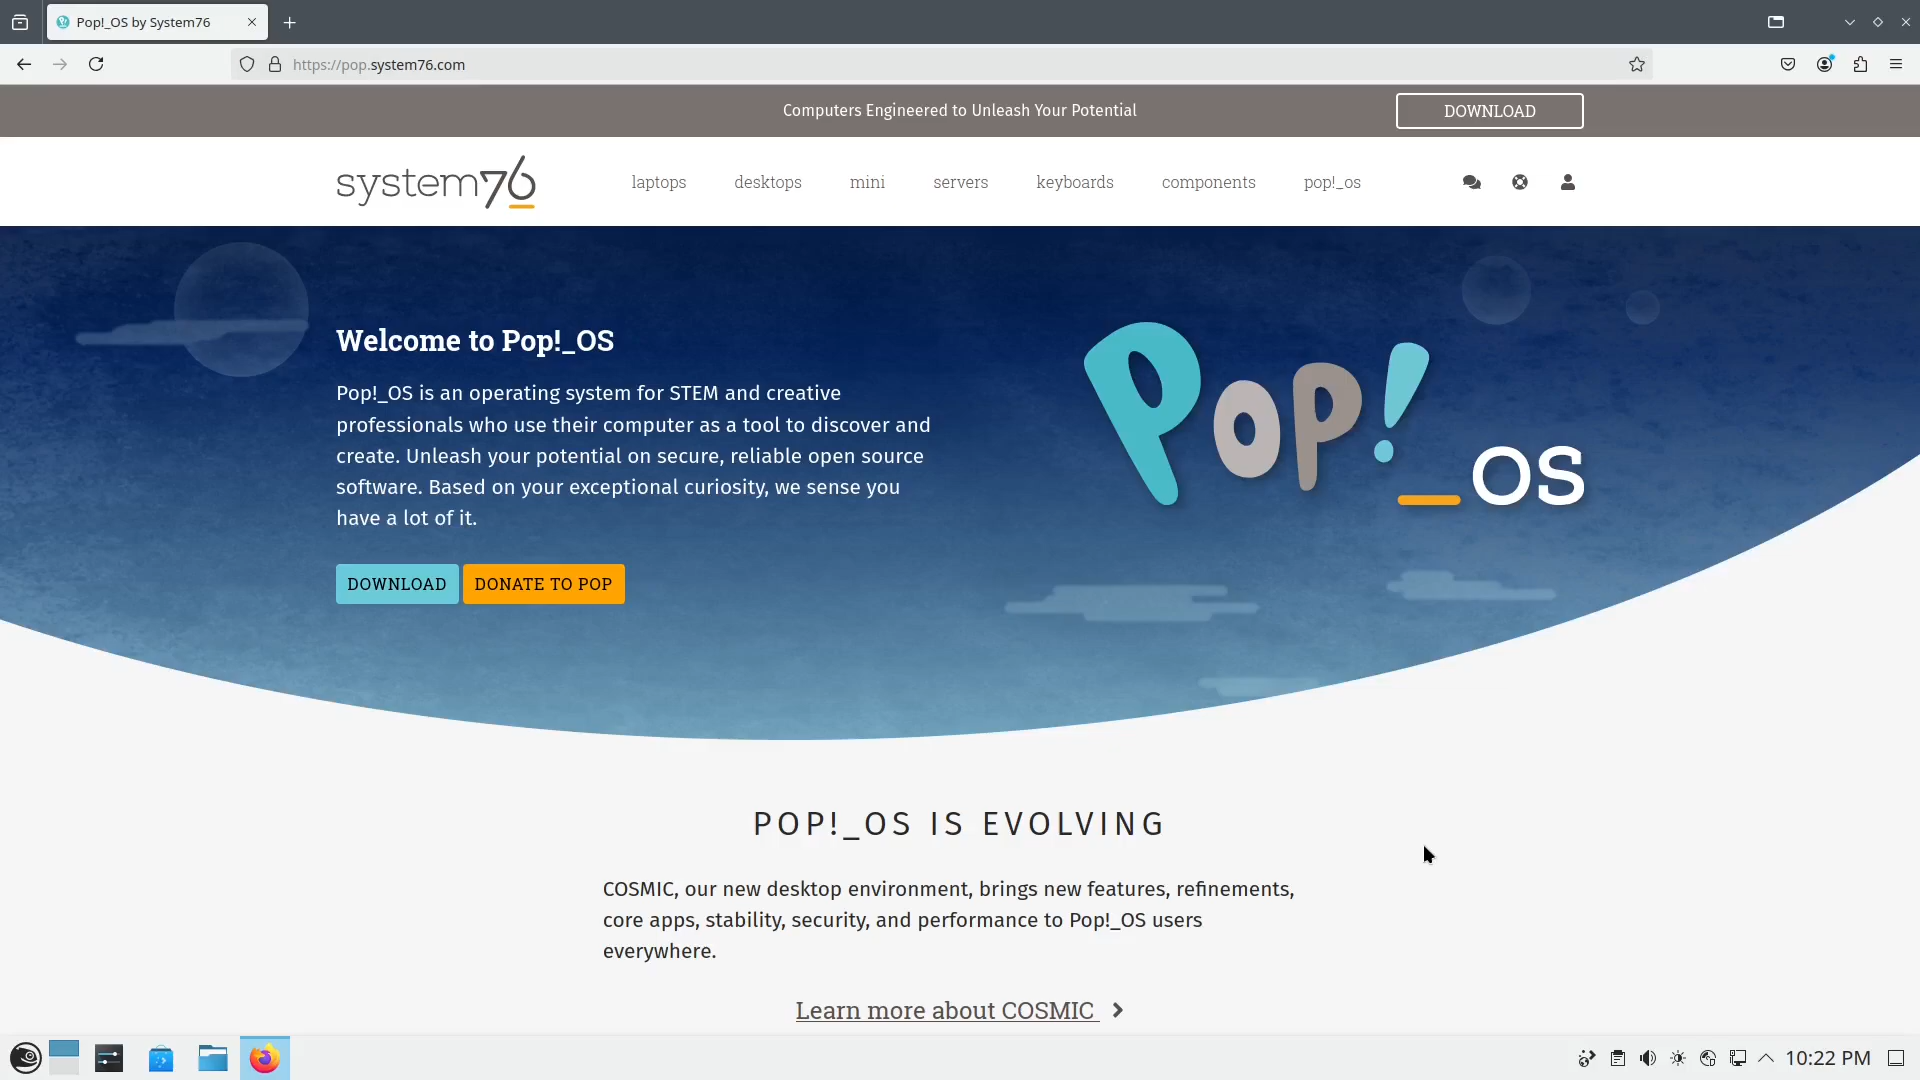 Pop!_OS by System76
https://pop.system76.com
Computers Engineered to Unleash Your Potential
DOWNLOAD
system76
laptops
desktops
mini
servers
keyboards
components
pop!_os
Welcome to Pop!_OS
Pop!_OS is an operating system for STEM and creative
professionals who use their computer as a tool to discover and
create. Unleash your potential on secure, reliable open source
software. Based on your exceptional curiosity, we sense you
have a lot of it.
Pop!_OS
DOWNLOAD
DONATE TO POP
POP!_OS IS EVOLVING
COSMIC, our new desktop environment, brings new features, refinements,
core apps, stability, security, and performance to Pop!_OS users
everywhere.
Learn more about COSMIC
10:22 PM